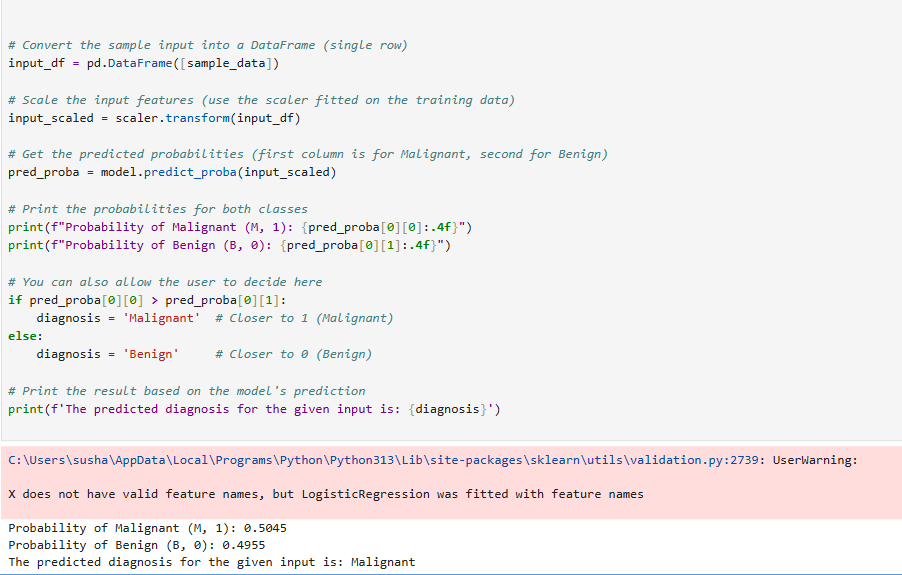 # Convert the sample input into a DataFrame (single row)
input_df = pd.DataFrame([sample_data])
# Scale the input features (use the scaler fitted on the training data)
input_scaled = scaler.transform(input_df)
# Get the predicted probabilities (first column is for Malignant, second for Benign)
pred_proba = model.predict_proba(input_scaled)
# Print the probabilities for both classes
print(f"Probability of Malignant (M, 1): {pred_proba[0][0]:.4f}")
print(f"Probability of Benign (B, 0): {pred_proba[0][1]:.4f}")
# You can also allow the user to decide here
if pred_proba[0][0] > pred_proba[0][1]:
    diagnosis = 'Malignant'  # Closer to 1 (Malignant)
else:
    diagnosis = 'Benign'     # Closer to 0 (Benign)
# Print the result based on the model's prediction
print(f'The predicted diagnosis for the given input is: {diagnosis}')
C:\Users\susha\AppData\Local\Programs\Python\Python313\Lib\site-packages\sklearn\utils\validation.py:2739: UserWarning:
X does not have valid feature names, but LogisticRegression was fitted with feature names
Probability of Malignant (M, 1): 0.5045
Probability of Benign (B, 0): 0.4955
The predicted diagnosis for the given input is: Malignant